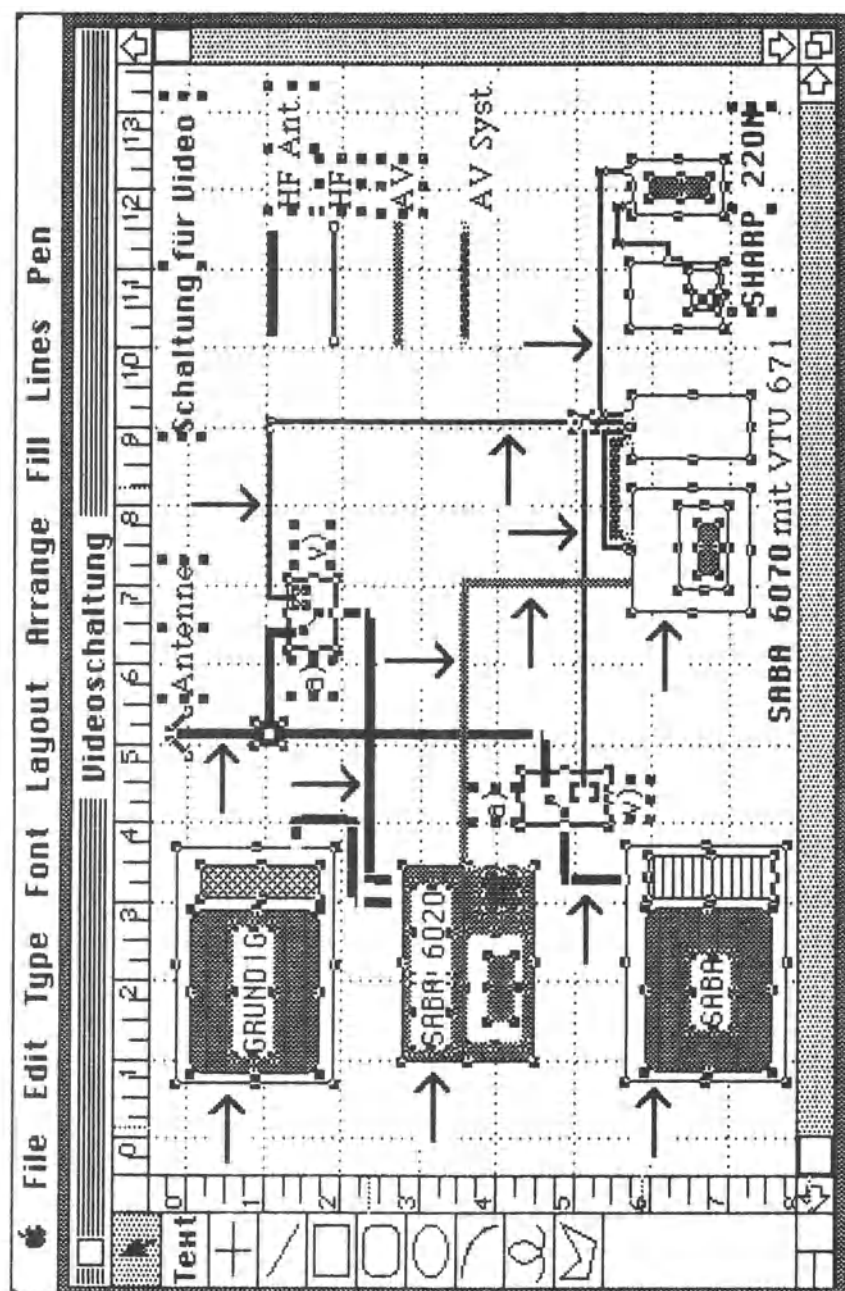 File Edit Type Font Layout Arrange Fill Lines Pen
Videoschaltung
0 1 2 3 4 5 6 7 8 9 10 11 12 13
Text
0
1
2
3
4
5
6
7
8
Antenne
Schaltung für Video
HF Ant.
HF
AV
AV Syst.
GRUNDIG
a)
v)
SABA 6020
a)
v)
SABA
SABA 6070 mit VTU 671
SHARP 220N